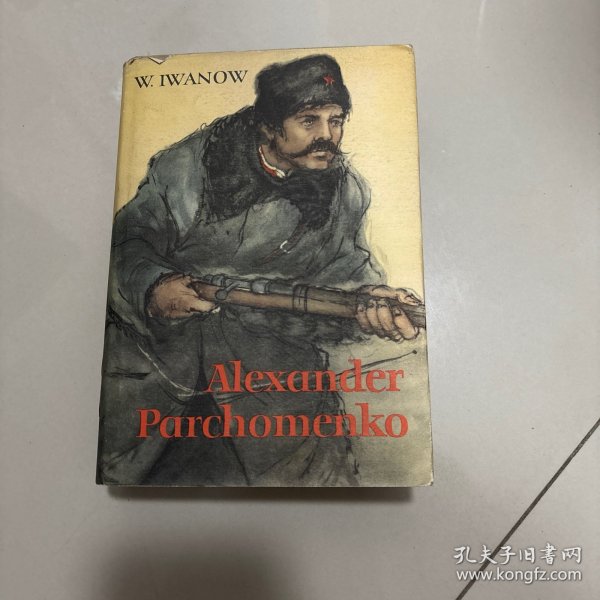 W. IWANOW
Alexander
Parchomenko
孔夫子旧书网
www.kongfz.com